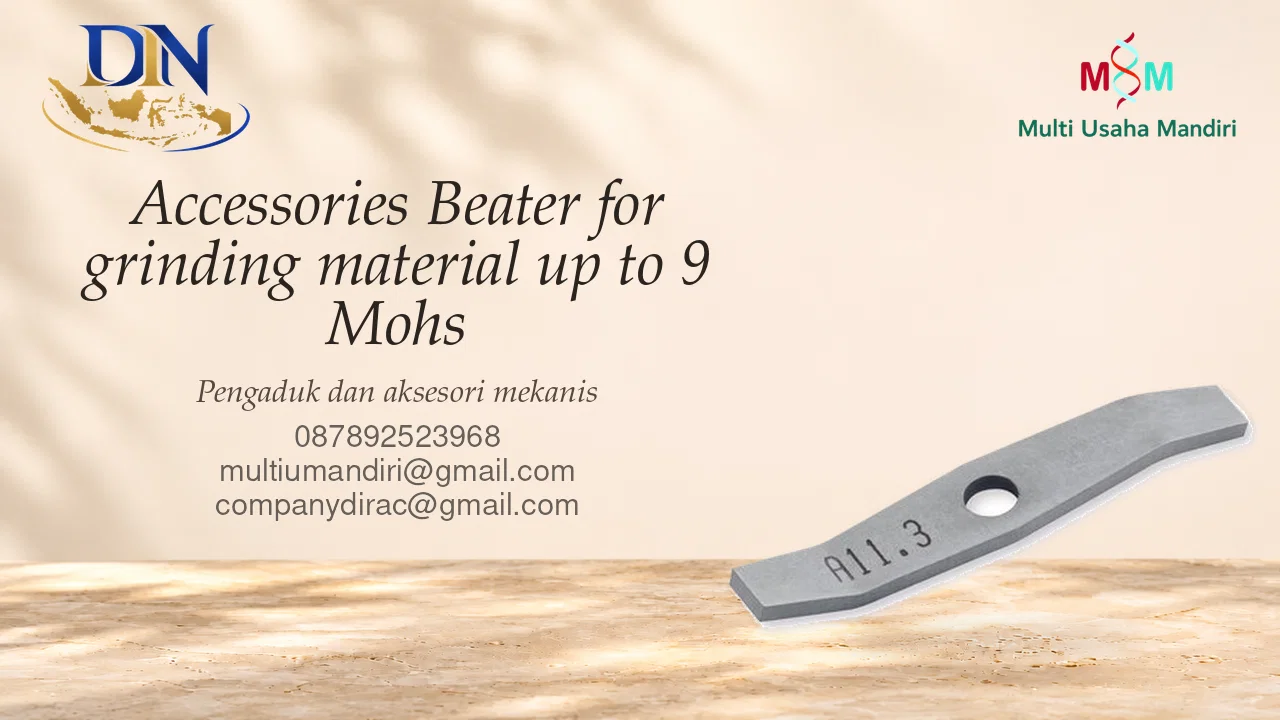 DIN
M M
Multi Usaha Mandiri
Accessories Beater for
grinding material up to 9
Mohs
Pengaduk dan aksesori mekanis
087892523968
multiumandiri@gmail.com
companydirac@gmail.com
A11.3